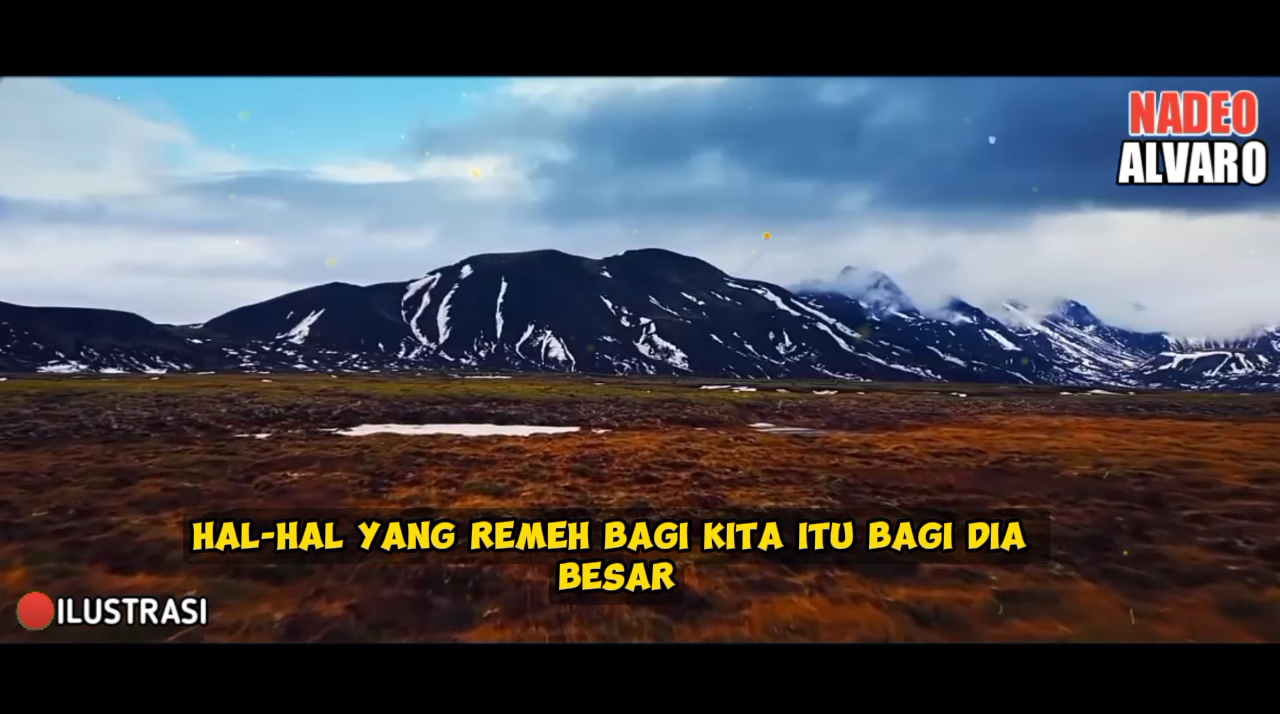 NADEO
ALVARO
HAL-HAL YANG REMEH BAGI KITA ITU BAGI DIA
BESAR
ILUSTRASI